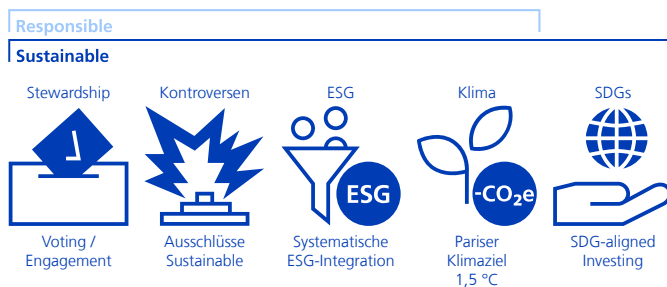 Responsible
Sustainable
Stewardship
Kontroversen
ESG
Klima
SDGs
ESG
-CO₂e
Voting /
Engagement
Ausschlüsse
Sustainable
Systematische
ESG-Integration
Pariser
Klimaziel
1,5 °C
SDG-aligned
Investing